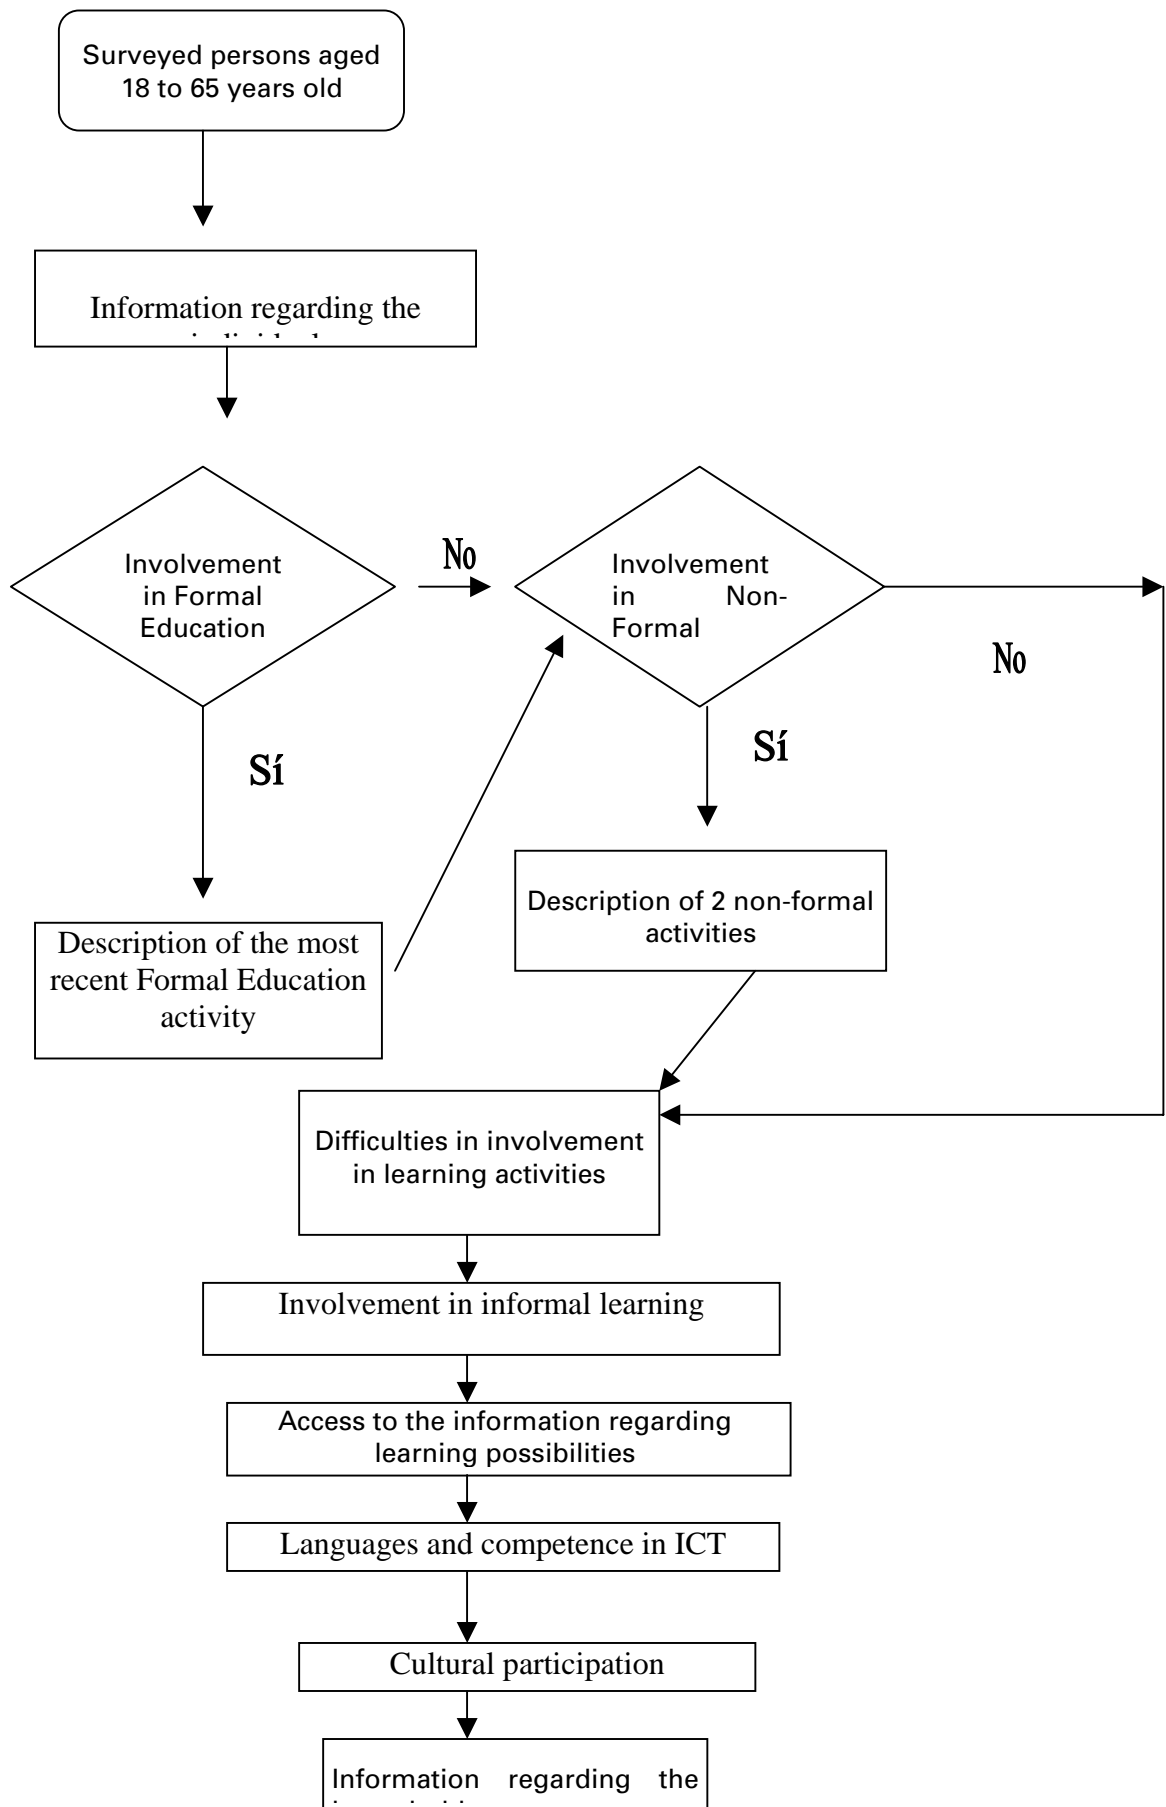 Surveyed persons aged
18 to 65 years old
Information regarding the
No
Involvement
in Formal
Education
Involvement
in Non-
Formal
No
Sí
Sí
Description of 2 non-formal
activities
Description of the most
recent Formal Education
activity
Difficulties in involvement
in learning activities
Involvement in informal learning
Access to the information regarding
learning possibilities
Languages and competence in ICT
Cultural participation
Information regarding the